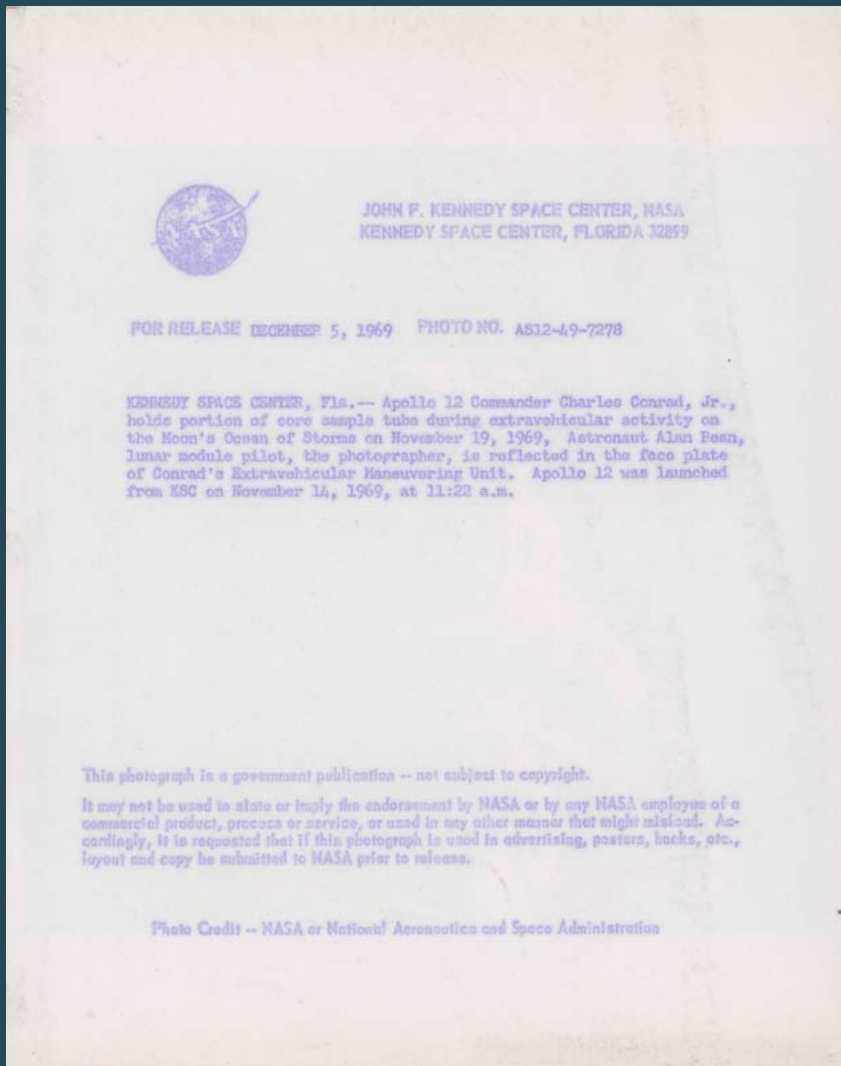 NASA
JOHN F. KENNEDY SPACE CENTER, NASA
KENNEDY SPACE CENTER, FLORIDA 32899
FOR RELEASE DECEMBER 5, 1969 PHOTO NO. AS12-49-7278
KENNEDY SPACE CENTER, Fla.-- Apollo 12 Commander Charles Conrad, Jr.,
holds portion of core sample tube during extravehicular activity on
the Moon's Ocean of Storms on November 19, 1969, Astronaut Alan Bean,
lunar module pilot, the photographer, is reflected in the face plate
of Conrad's Extravehicular Maneuvering Unit. Apollo 12 was launched
from KSC on November 14, 1969, at 11:22 a.m.
This photograph is a government publication -- not subject to copyright.
It may not be used to state or imply the endorsement by NASA or by any NASA employee of a
commercial product, process or service, or used in any other manner that might mislead. Ac-
cordingly, it is requested that if this photograph is used in advertising, posters, books, etc.,
layout and copy be submitted to NASA prior to release.
Photo Credit -- NASA or National Aeronautics and Space Administration